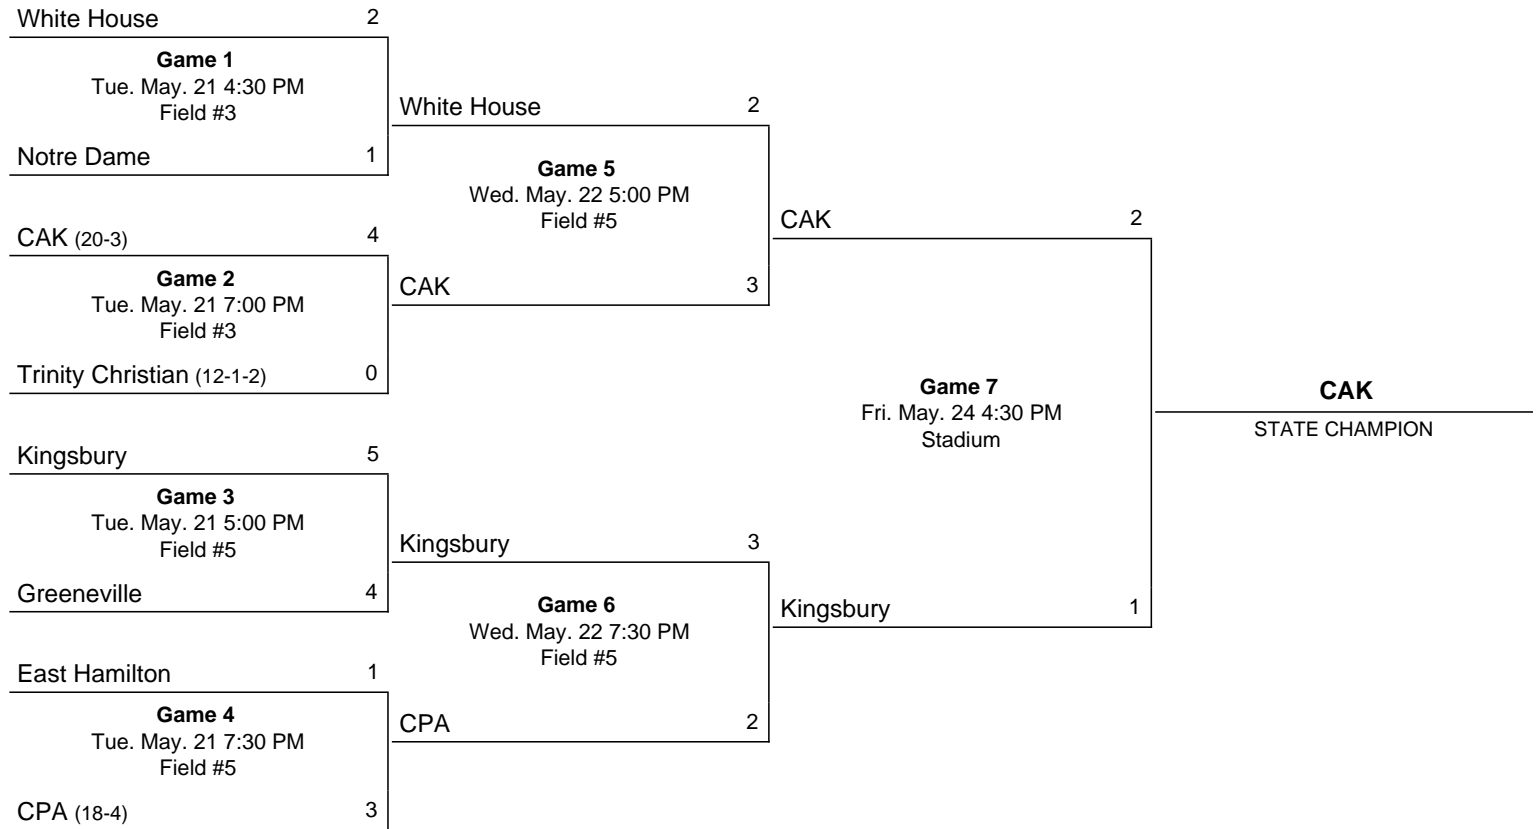 White House 2
Game 1
Tue. May. 21 4:30 PM
Field #3
Notre Dame 1
CAK (20-3) 4
Game 2
Tue. May. 21 7:00 PM
Field #3
Trinity Christian (12-1-2) 0
Kingsbury 5
Game 3
Tue. May. 21 5:00 PM
Field #5
Greeneville 4
East Hamilton 1
Game 4
Tue. May. 21 7:30 PM
Field #5
CPA (18-4) 3
White House 2
Game 5
Wed. May. 22 5:00 PM
Field #5
CAK 3
Kingsbury 3
Game 6
Wed. May. 22 7:30 PM
Field #5
CPA 2
CAK 2
Game 7
Fri. May. 24 4:30 PM
Stadium
Kingsbury 1
CAK
STATE CHAMPION